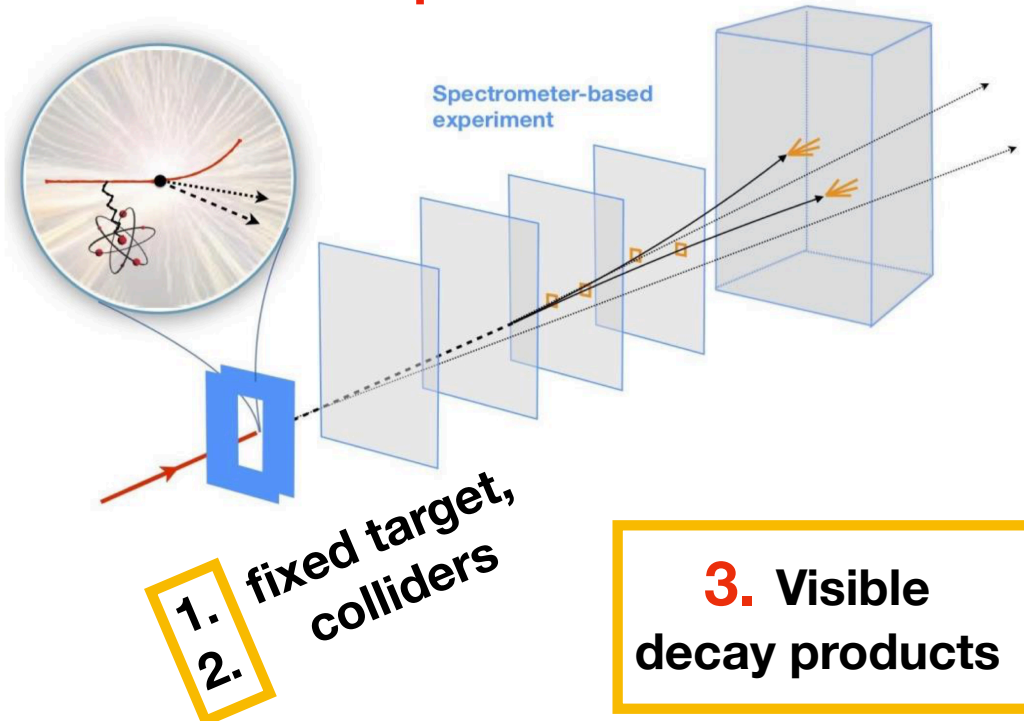 Spectrometer-based
experiment
1. fixed target,
2. colliders
3. Visible
decay products